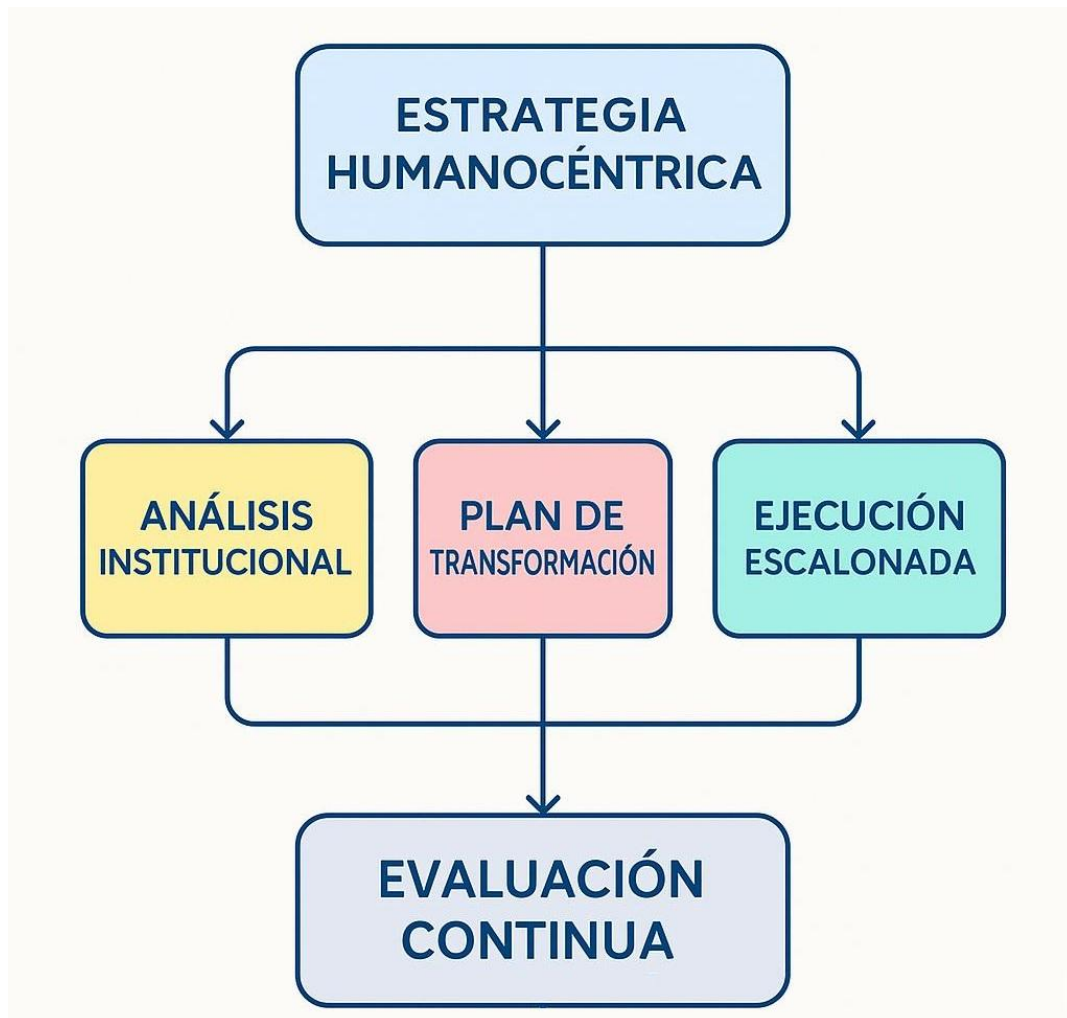 ESTRATEGIA
HUMANOCÉNTRICA
ANÁLISIS
INSTITUCIONAL
PLAN DE
TRANSFORMACIÓN
EJECUCIÓN
ESCALONADA
EVALUACIÓN
CONTINUA